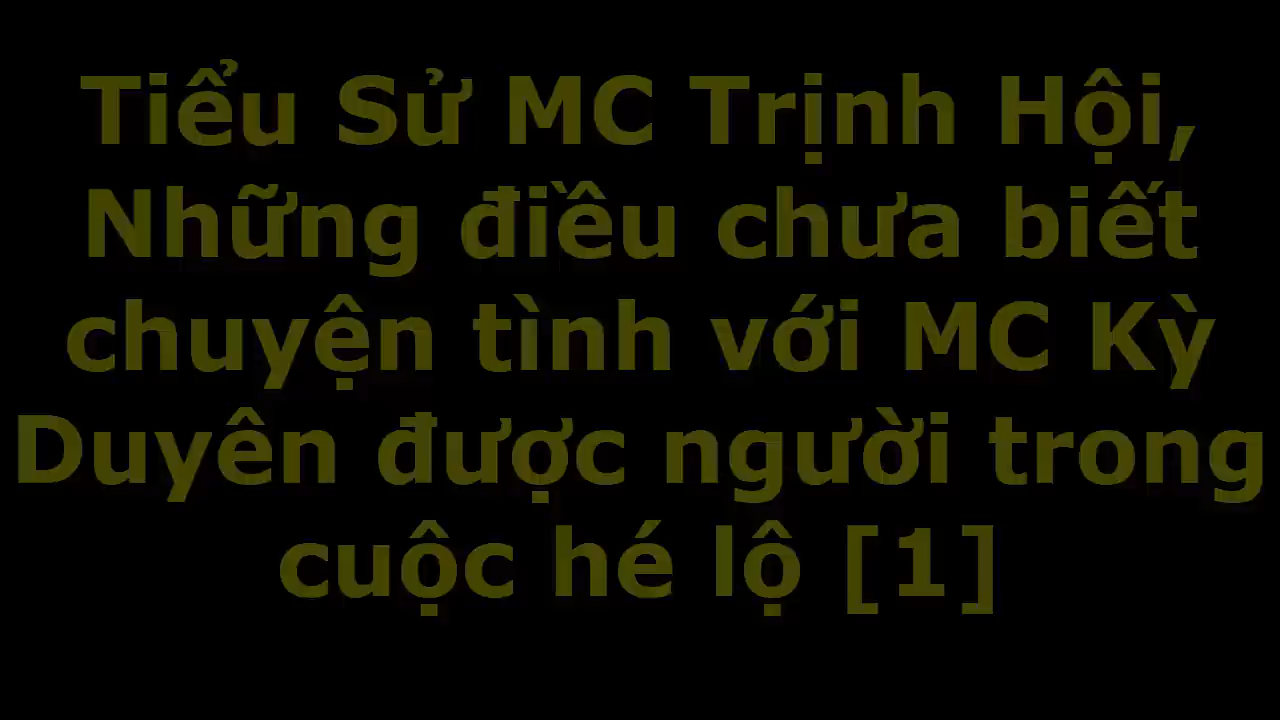 Tiểu Sử MC Trịnh Hội,
Những điều chưa biết
chuyện tình với MC Kỳ
Duyên được người trong
cuộc hé lộ [1]